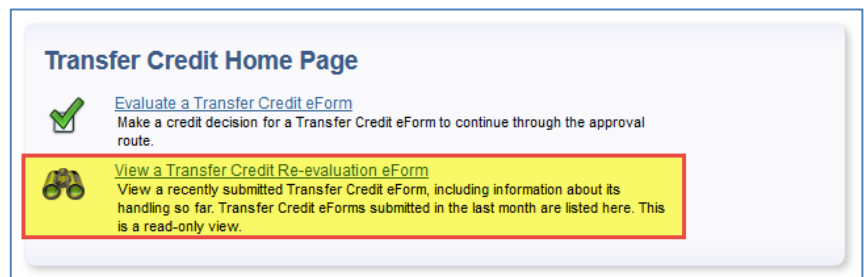 Transfer Credit Home Page
Evaluate a Transfer Credit eForm
Make a credit decision for a Transfer Credit eForm to continue through the approval
route.
View a Transfer Credit Re-evaluation eForm
View a recently submitted Transfer Credit eForm, including information about its
handling so far. Transfer Credit eForms submitted in the last month are listed here. This
is a read-only view.